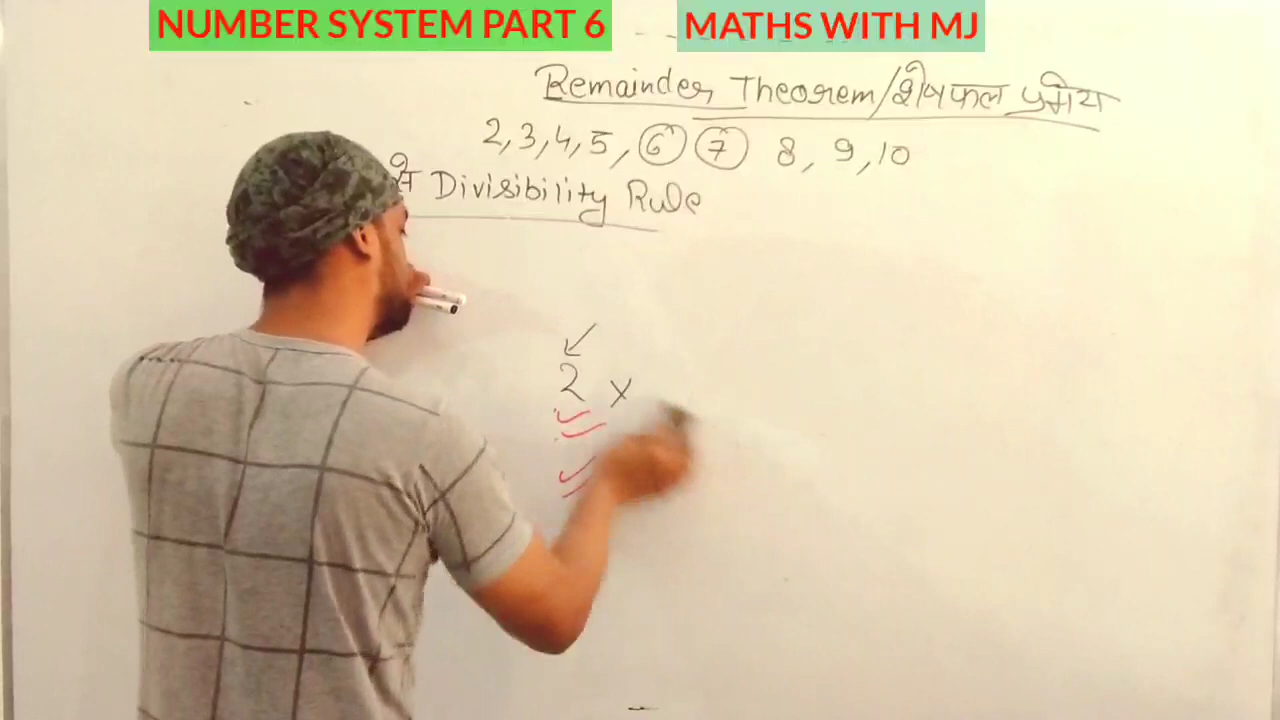 NUMBER SYSTEM PART 6
MATHS WITH MJ
Remainder Theorem/शेषफल प्रमेय
2,3,4,5, 6 7 8, 9,10
से Divisibility Rule
2 x